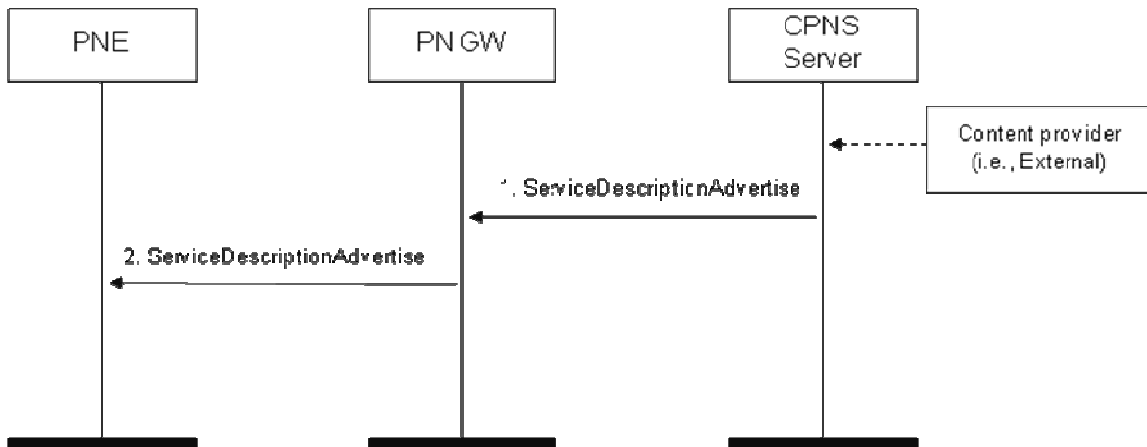 PNE
PN GW
CPNS
Server
Content provider
(i.e., External)
1. ServiceDescriptionAdvertise
2. ServiceDescriptionAdvertise